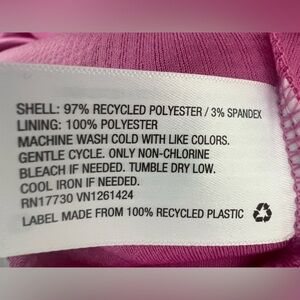 SHELL: 97% RECYCLED POLYESTER / 3% SPANDEX
LINING: 100% POLYESTER
MACHINE WASH COLD WITH LIKE COLORS.
GENTLE CYCLE. ONLY NON-CHLORINE
BLEACH IF NEEDED. TUMBLE DRY LOW.
COOL IRON IF NEEDED.
RN17730 VN1261424
LABEL MADE FROM 100% RECYCLED PLASTIC